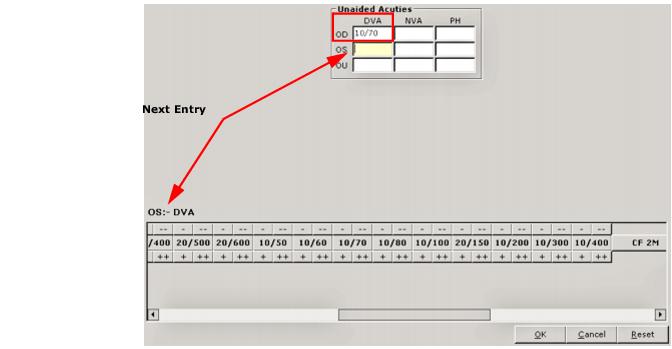 Unaided Acuties
DVA NVA PH
OD 10/70
OS
OU
Next Entry
OS:- DVA
-- - -- - -- - -- - -- - -- - -- - -- - -- - -- - -- - --
/400 20/500 20/600 10/50 10/60 10/70 10/80 10/100 20/150 10/200 10/300 10/400 CF 2M
++ + ++ + ++ + ++ + ++ + ++ + ++ + ++ + ++ + ++ + ++ + ++
OK Cancel Reset